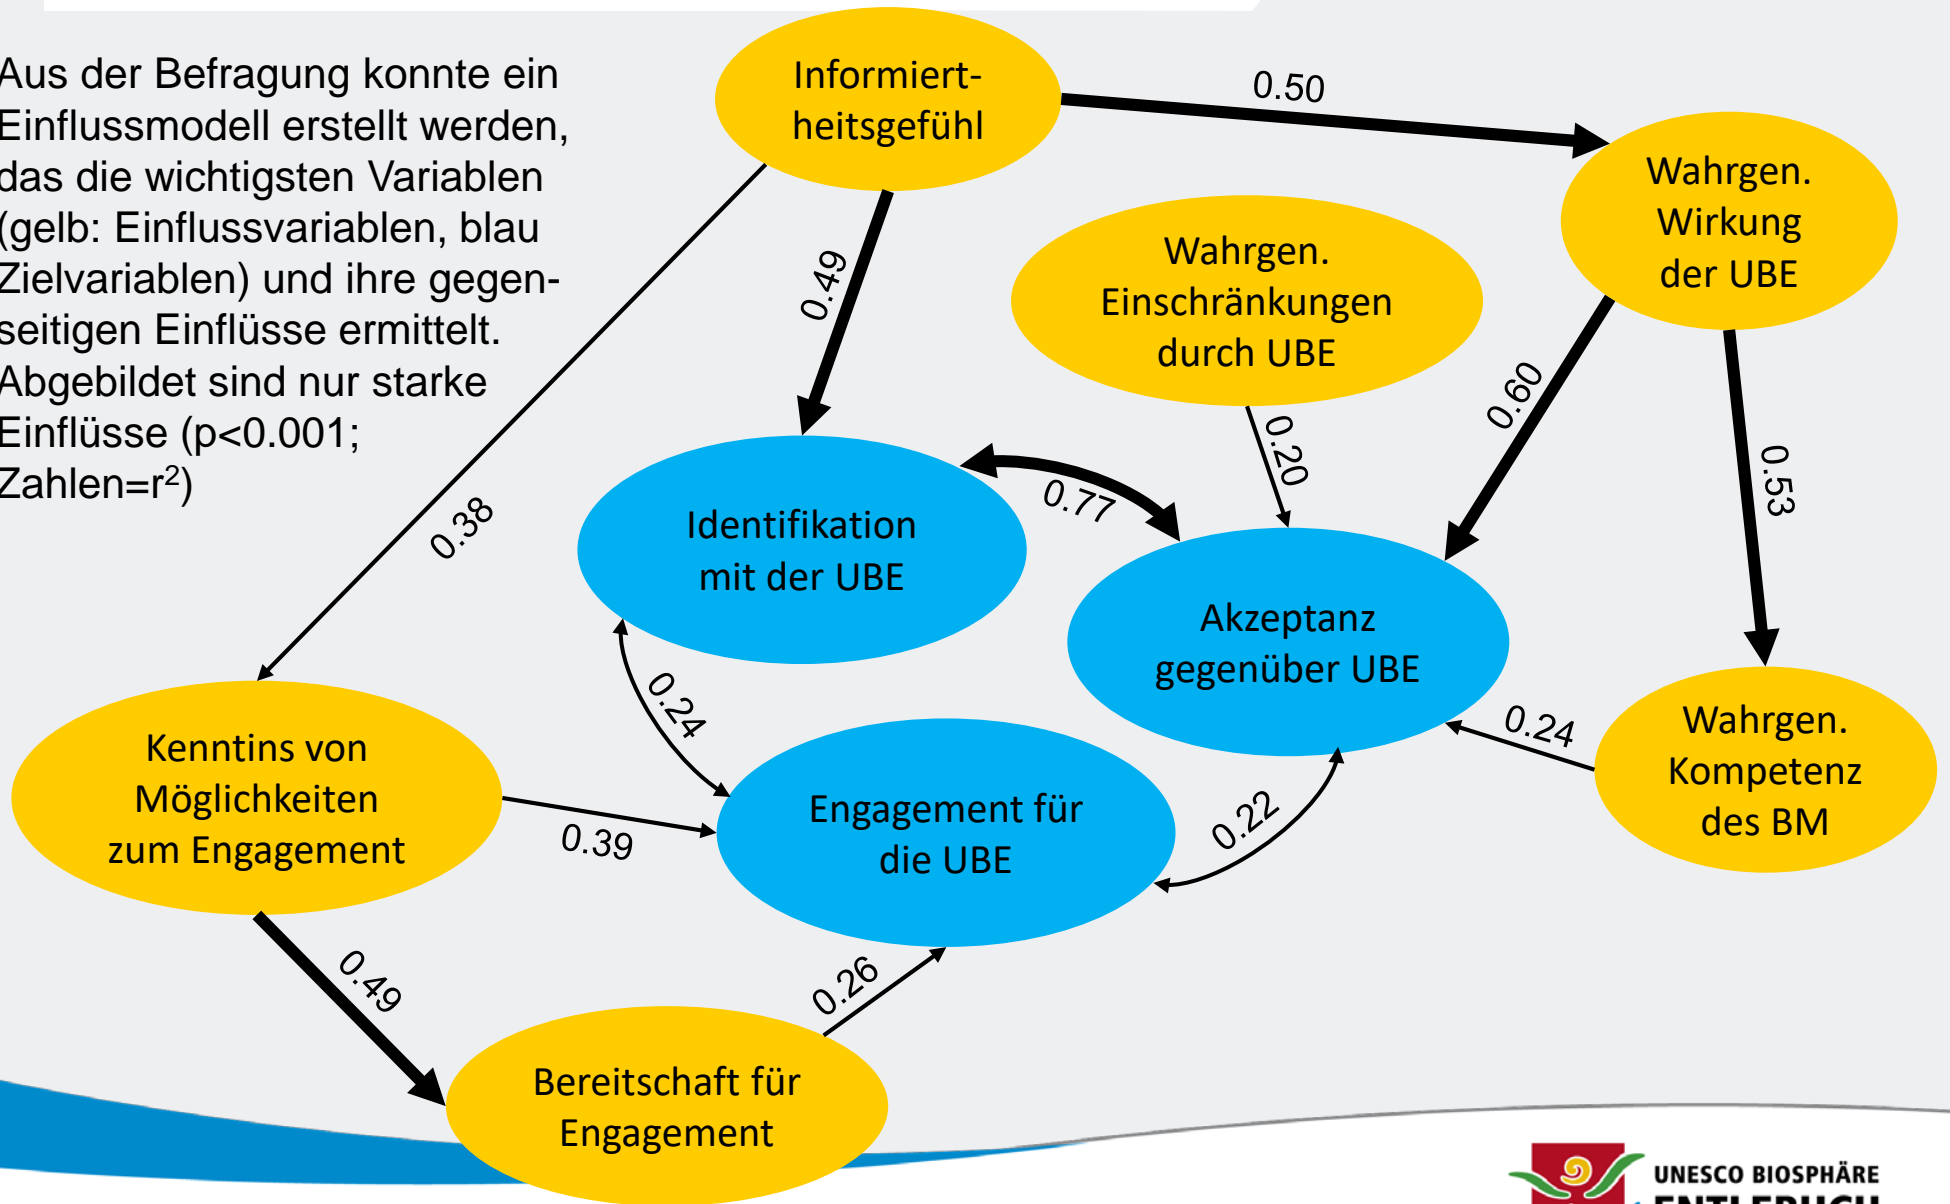 Aus der Befragung konnte ein
Einflussmodell erstellt werden,
das die wichtigsten Variablen
(gelb: Einflussvariablen, blau
Zielvariablen) und ihre gegen-
seitigen Einflüsse ermittelt.
Abgebildet sind nur starke
Einflüsse (p<0.001;
Zahlen=r²)
Informiert-
heitsgefühl
0.50
Wahrgen.
Wirkung
der UBE
0.49
Wahrgen.
Einschränkungen
durch UBE
0.60
0.20
0.53
0.77
0.38
Identifikation
mit der UBE
Akzeptanz
gegenüber UBE
0.24
0.24
Wahrgen.
Kompetenz
des BM
Kenntins von
Möglichkeiten
zum Engagement
0.39
Engagement für
die UBE
0.22
0.49
0.26
Bereitschaft für
Engagement
UNESCO BIOSPHÄRE
ENTLEBUCH